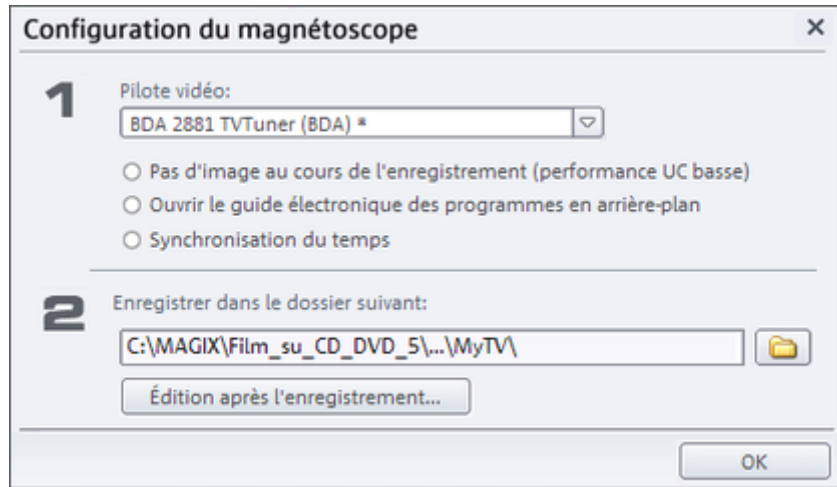 Configuration du magnétoscope
1
Pilote vidéo:
BDA 2881 TVTuner (BDA) *
Pas d'image au cours de l'enregistrement (performance UC basse)
Ouvrir le guide électronique des programmes en arrière-plan
Synchronisation du temps
2
Enregistrer dans le dossier suivant:
C:\MAGIX\Film_su_CD_DVD_5\...\MyTV\
Édition après l'enregistrement...
OK